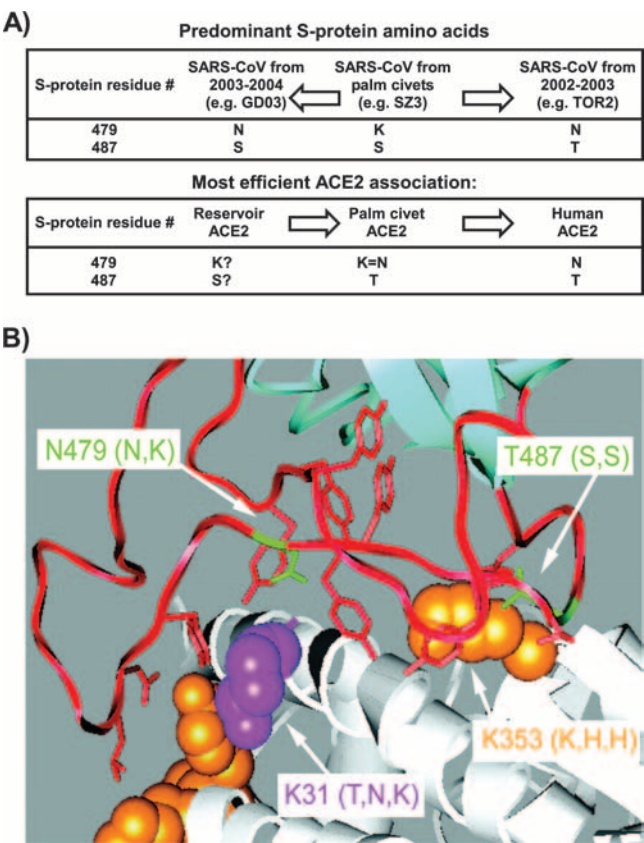 A)
Predominant S-protein amino acids
S-protein residue #
SARS-CoV from
2003-2004
(e.g. GD03)
SARS-CoV from
palm civets
(e.g. SZ3)
SARS-CoV from
2002-2003
(e.g. TOR2)
479 N K N
487 S S T
Most efficient ACE2 association:
S-protein residue #
Reservoir
ACE2
Palm civet
ACE2
Human
ACE2
479 K? K=N N
487 S? T T
B)
N479 (N,K)
T487 (S,S)
K353 (K,H,H)
K31 (T,N,K)